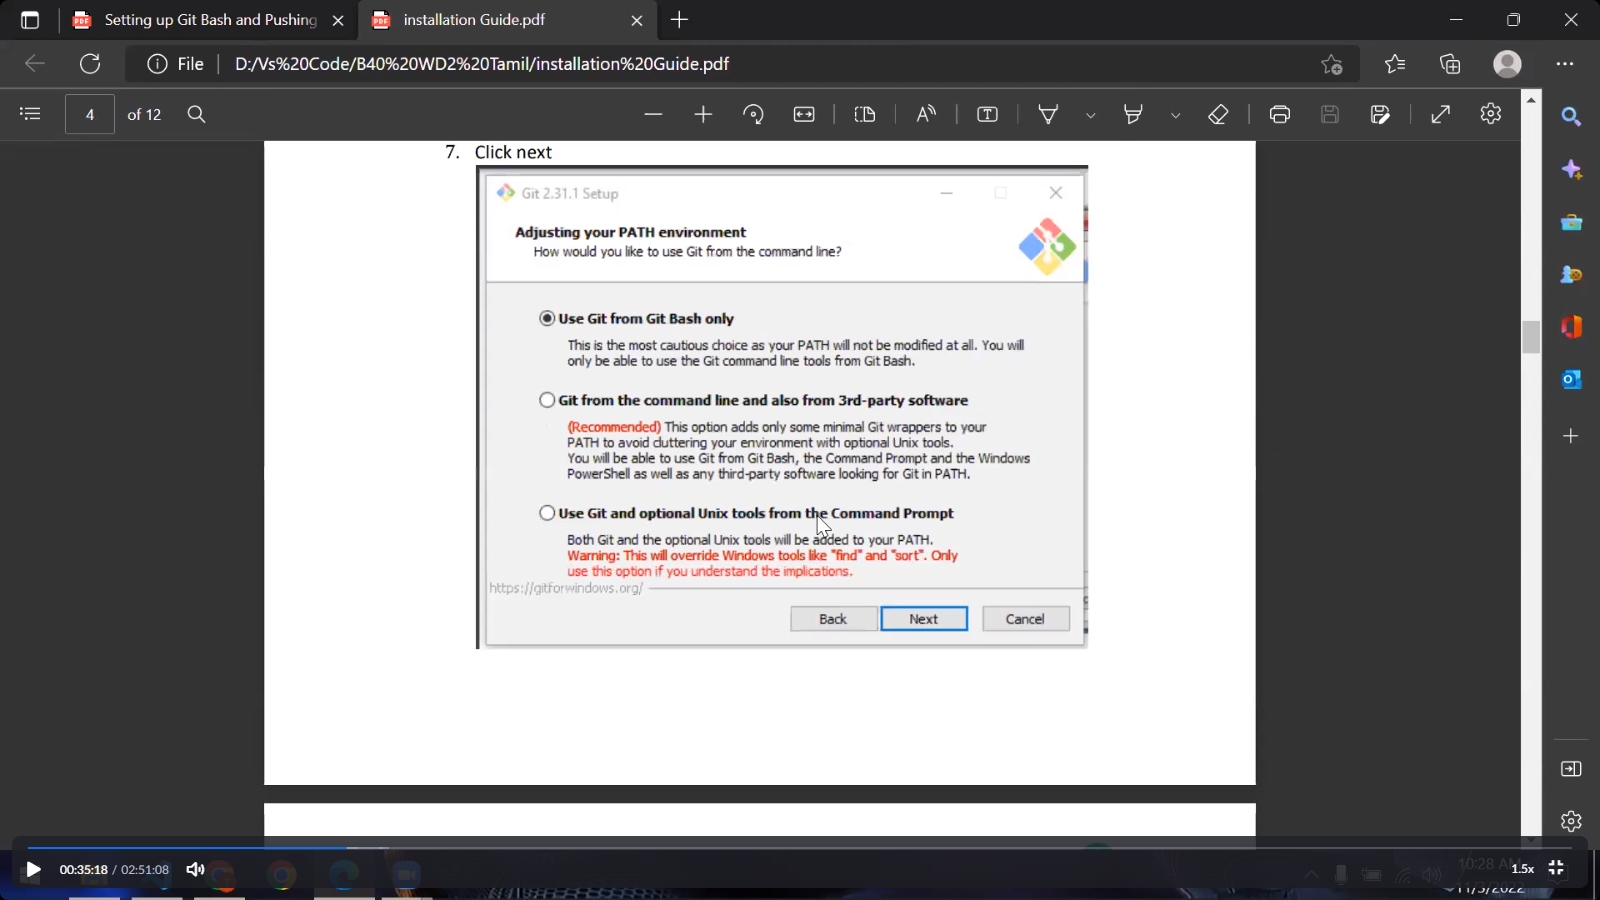 Setting up Git Bash and Pushing
installation Guide.pdf
File
D:/Vs%20Code/B40%20WD2%20Tamil/installation%20Guide.pdf
4 of 12
7. Click next
Git 2.31.1 Setup
Adjusting your PATH environment
How would you like to use Git from the command line?
Use Git from Git Bash only
This is the most cautious choice as your PATH will not be modified at all. You will
only be able to use the Git command line tools from Git Bash.
Git from the command line and also from 3rd-party software
(Recommended) This option adds only some minimal Git wrappers to your
PATH to avoid cluttering your environment with optional Unix tools.
You will be able to use Git from Git Bash, the Command Prompt and the Windows
PowerShell as well as any third-party software looking for Git in PATH.
Use Git and optional Unix tools from the Command Prompt
Both Git and the optional Unix tools will be added to your PATH.
Warning: This will override Windows tools like "find" and "sort". Only
use this option if you understand the implications.
https://gitforwindows.org/
Back
Next
Cancel
00:35:18 / 02:51:08
1.5x
10:28 AM
11/5/2022